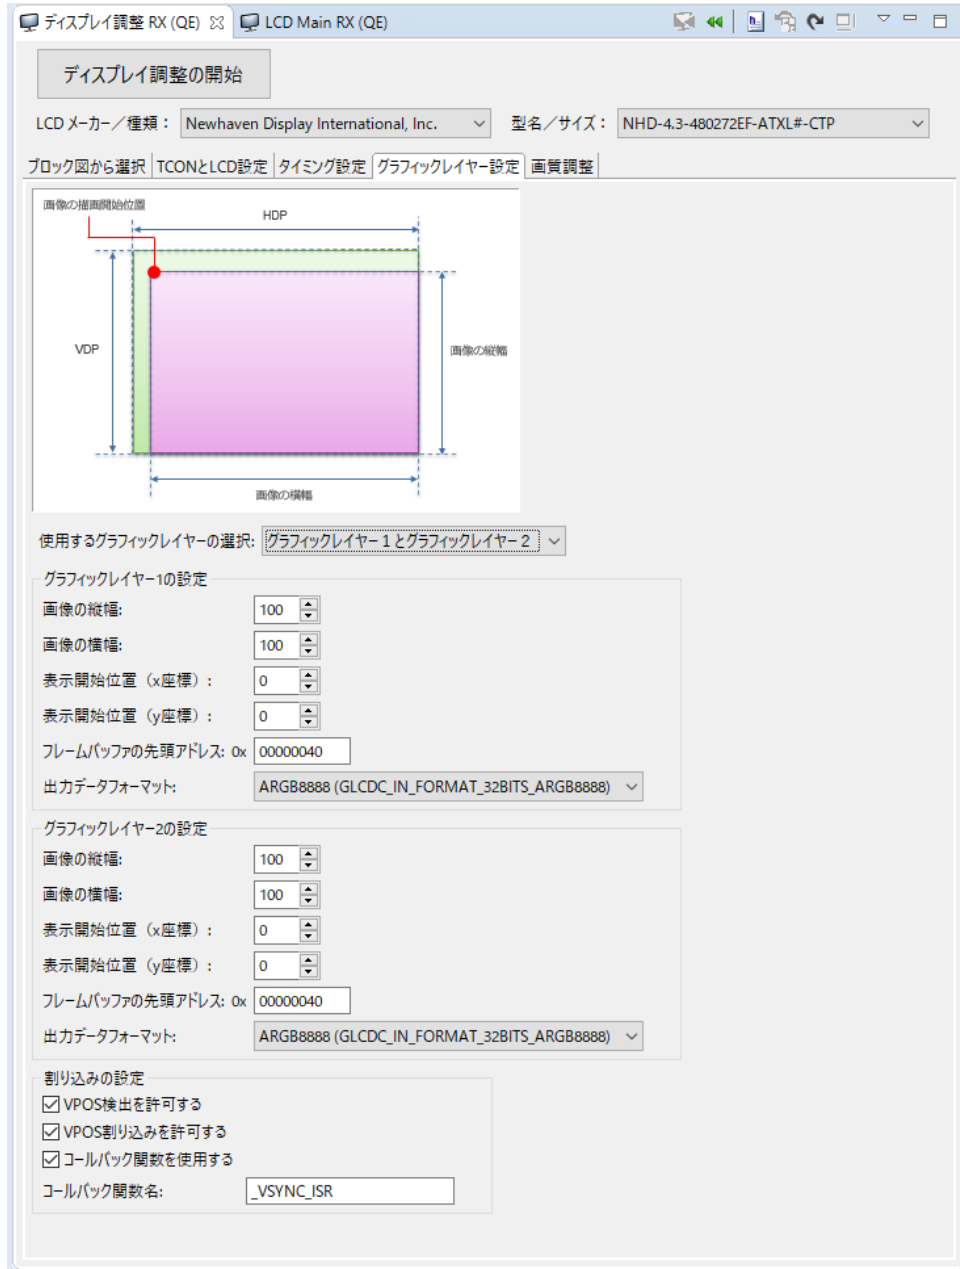 ディスプレイ調整 RX (QE) LCD Main RX (QE)
ディスプレイ調整の開始
LCD メーカー／種類： Newhaven Display International, Inc. 型名／サイズ： NHD-4.3-480272EF-ATXL#-CTP
ブロック図から選択 TCONとLCD設定 タイミング設定 グラフィックレイヤー設定 画質調整
画像の描画開始位置
HDP
VDP
画像の縦幅
画像の横幅
使用するグラフィックレイヤーの選択: グラフィックレイヤー 1 とグラフィックレイヤー 2
グラフィックレイヤー1の設定
画像の縦幅: 100
画像の横幅: 100
表示開始位置（x座標）: 0
表示開始位置（y座標）: 0
フレームバッファの先頭アドレス: 0x 00000040
出力データフォーマット: ARGB8888 (GLCDC_IN_FORMAT_32BITS_ARGB8888)
グラフィックレイヤー2の設定
画像の縦幅: 100
画像の横幅: 100
表示開始位置（x座標）: 0
表示開始位置（y座標）: 0
フレームバッファの先頭アドレス: 0x 00000040
出力データフォーマット: ARGB8888 (GLCDC_IN_FORMAT_32BITS_ARGB8888)
割り込みの設定
VPOS検出を許可する
VPOS割り込みを許可する
コールバック関数を使用する
コールバック関数名: _VSYNC_ISR